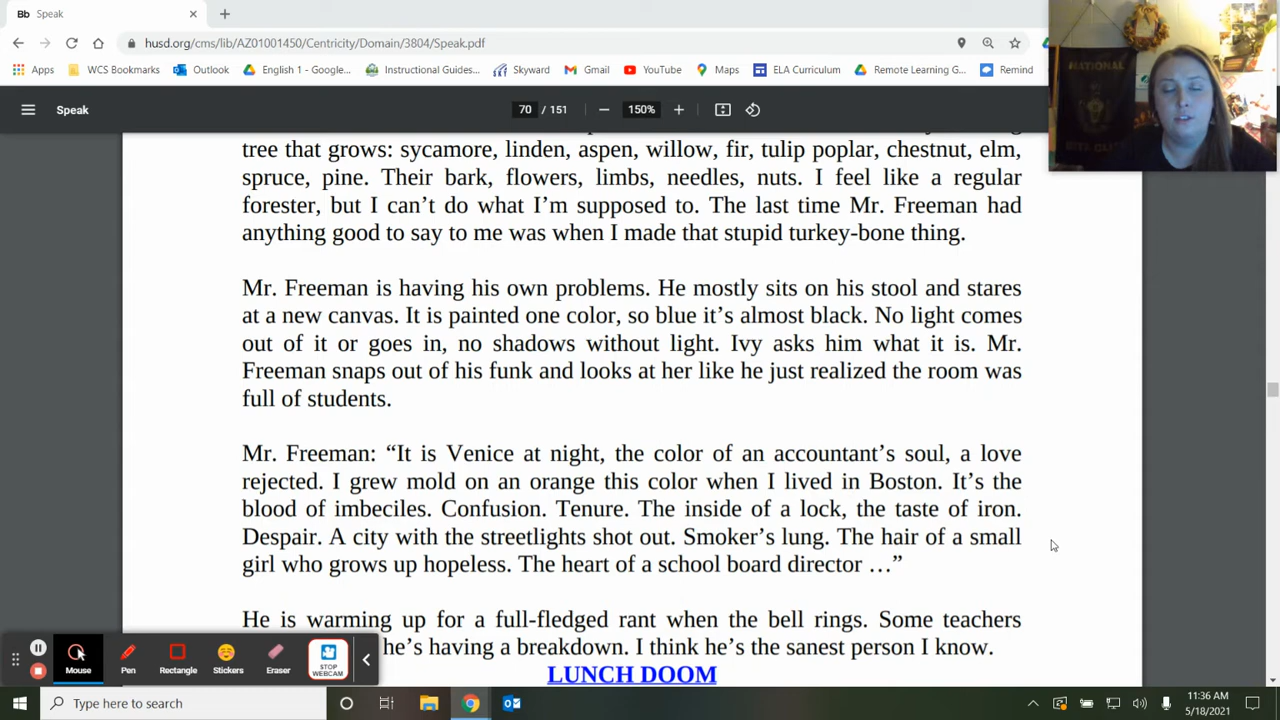 Bb Speak
husd.org/cms/lib/AZ01001450/Centricity/Domain/3804/Speak.pdf
Apps WCS Bookmarks Outlook English 1 - Google... Instructional Guides... Skyward Gmail YouTube Maps ELA Curriculum Remote Learning G... Remind
Speak 70 / 151 150%
NATIONAL
tree that grows: sycamore, linden, aspen, willow, fir, tulip poplar, chestnut, elm,
spruce, pine. Their bark, flowers, limbs, needles, nuts. I feel like a regular
forester, but I can’t do what I’m supposed to. The last time Mr. Freeman had
anything good to say to me was when I made that stupid turkey-bone thing.
Mr. Freeman is having his own problems. He mostly sits on his stool and stares
at a new canvas. It is painted one color, so blue it’s almost black. No light comes
out of it or goes in, no shadows without light. Ivy asks him what it is. Mr.
Freeman snaps out of his funk and looks at her like he just realized the room was
full of students.
Mr. Freeman: “It is Venice at night, the color of an accountant’s soul, a love
rejected. I grew mold on an orange this color when I lived in Boston. It’s the
blood of imbeciles. Confusion. Tenure. The inside of a lock, the taste of iron.
Despair. A city with the streetlights shot out. Smoker’s lung. The hair of a small
girl who grows up hopeless. The heart of a school board director …”
He is warming up for a full-fledged rant when the bell rings. Some teachers
he’s having a breakdown. I think he’s the sanest person I know.
LUNCH DOOM
Mouse Pen Rectangle Stickers Eraser STOP WEBCAM
Type here to search
11:36 AM
5/18/2021